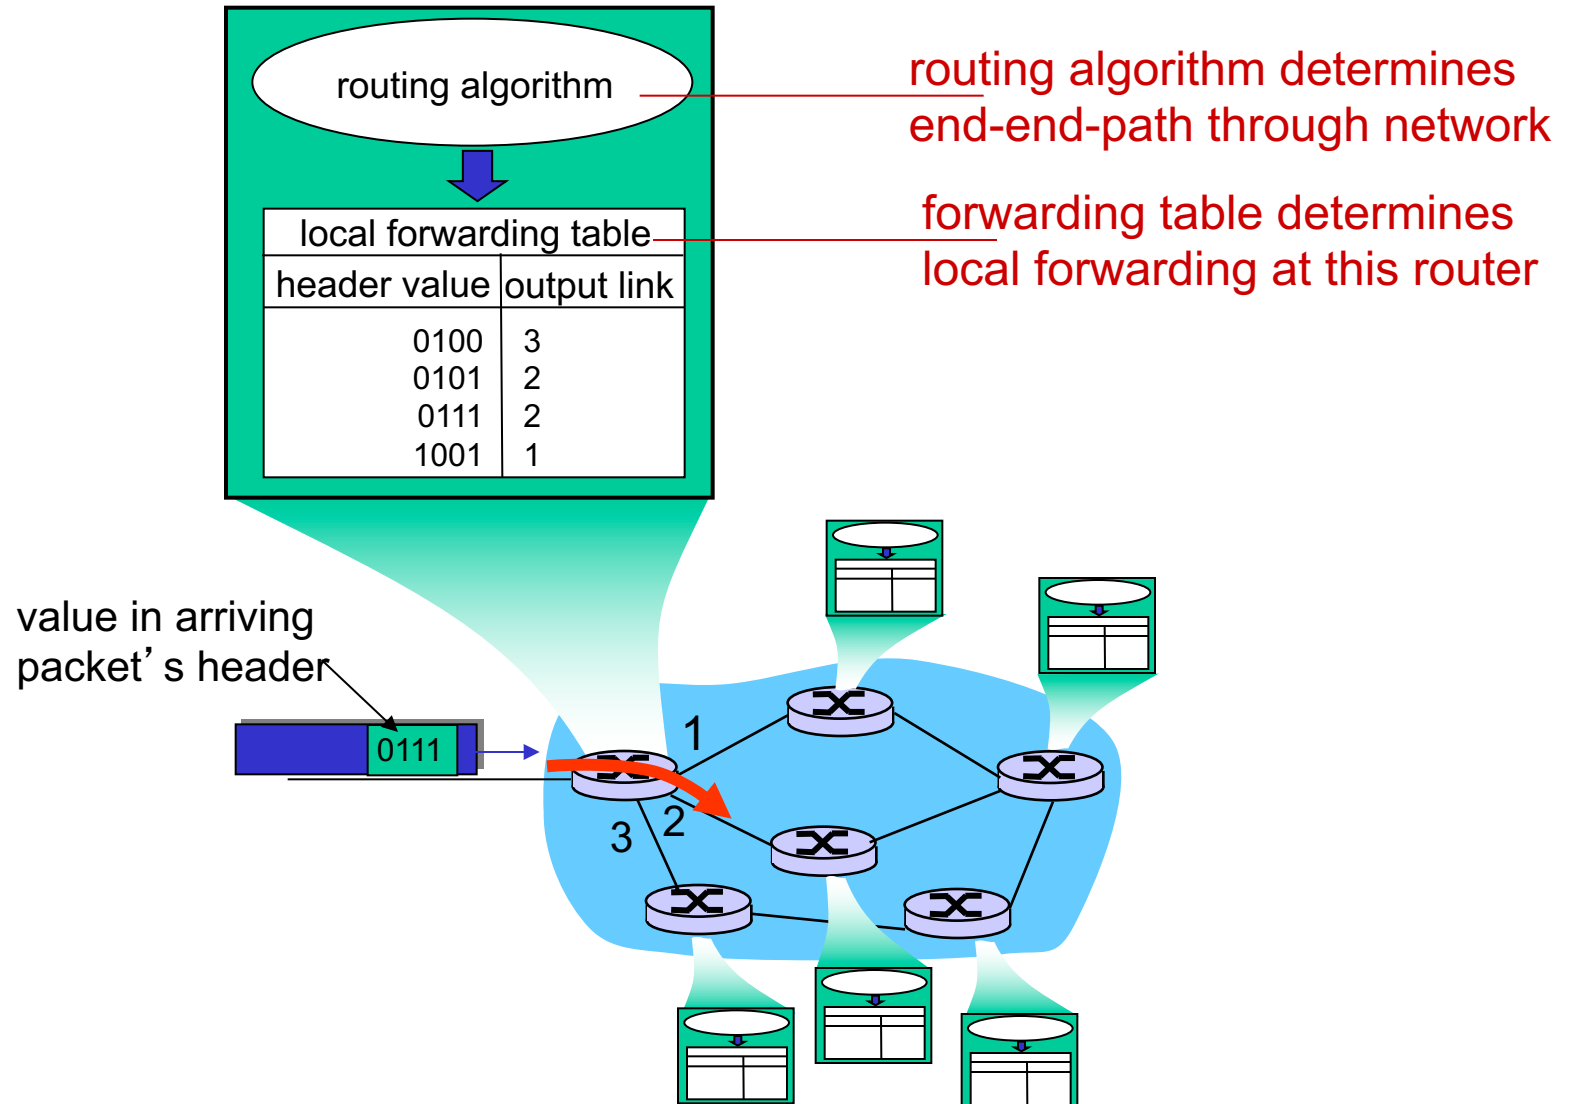 routing algorithm
routing algorithm determines
end-end-path through network
local forwarding table
forwarding table determines
local forwarding at this router
header value output link
0100 3
0101 2
0111 2
1001 1
value in arriving
packet’s header
0111
1
2
3